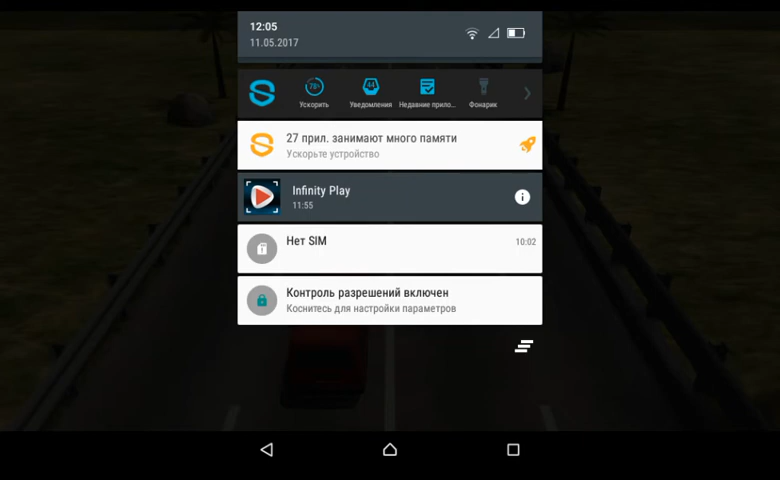 12:05
11.05.2017
78%
44
Ускорить
Уведомления
Недавние прило...
Фонарик
27 прил. занимают много памяти
Ускорьте устройство
Infinity Play
11:55
Нет SIM
10:02
Контроль разрешений включен
Коснитесь для настройки параметров